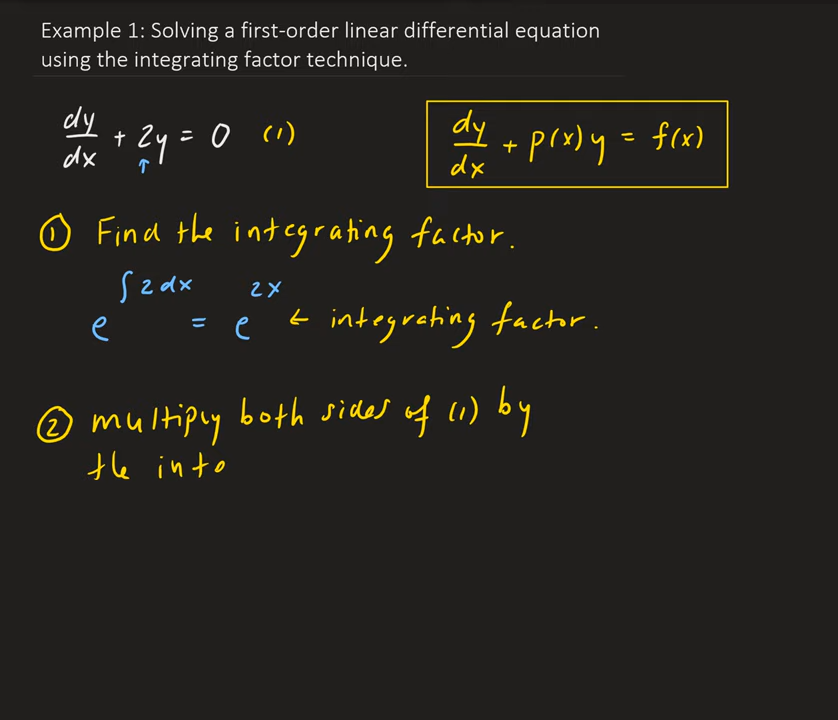 Example 1: Solving a first-order linear differential equation
using the integrating factor technique.
dy/dx + 2y = 0 (1)
dy/dx + p(x)y = f(x)
① Find the integrating factor.
e^(∫2dx) = e^(2x) ← integrating factor.
② multiply both sides of (1) by
the inte